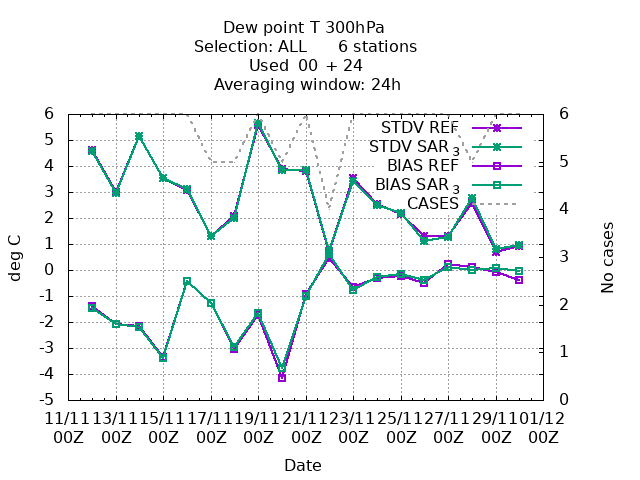 Dew point T 300hPa
Selection: ALL      6 stations
Used  00  + 24
Averaging window: 24h
6
5
4
3
2
1
0
-1
-2
-3
-4
-5
deg C
6
5
4
3
2
1
0
No cases
STDV REF
STDV SAR 3
BIAS REF
BIAS SAR 3
CASES
11/11 13/11 15/11 17/11 19/11 21/11 23/11 25/11 27/11 29/11 01/12
00Z 00Z 00Z 00Z 00Z 00Z 00Z 00Z 00Z 00Z 00Z
Date